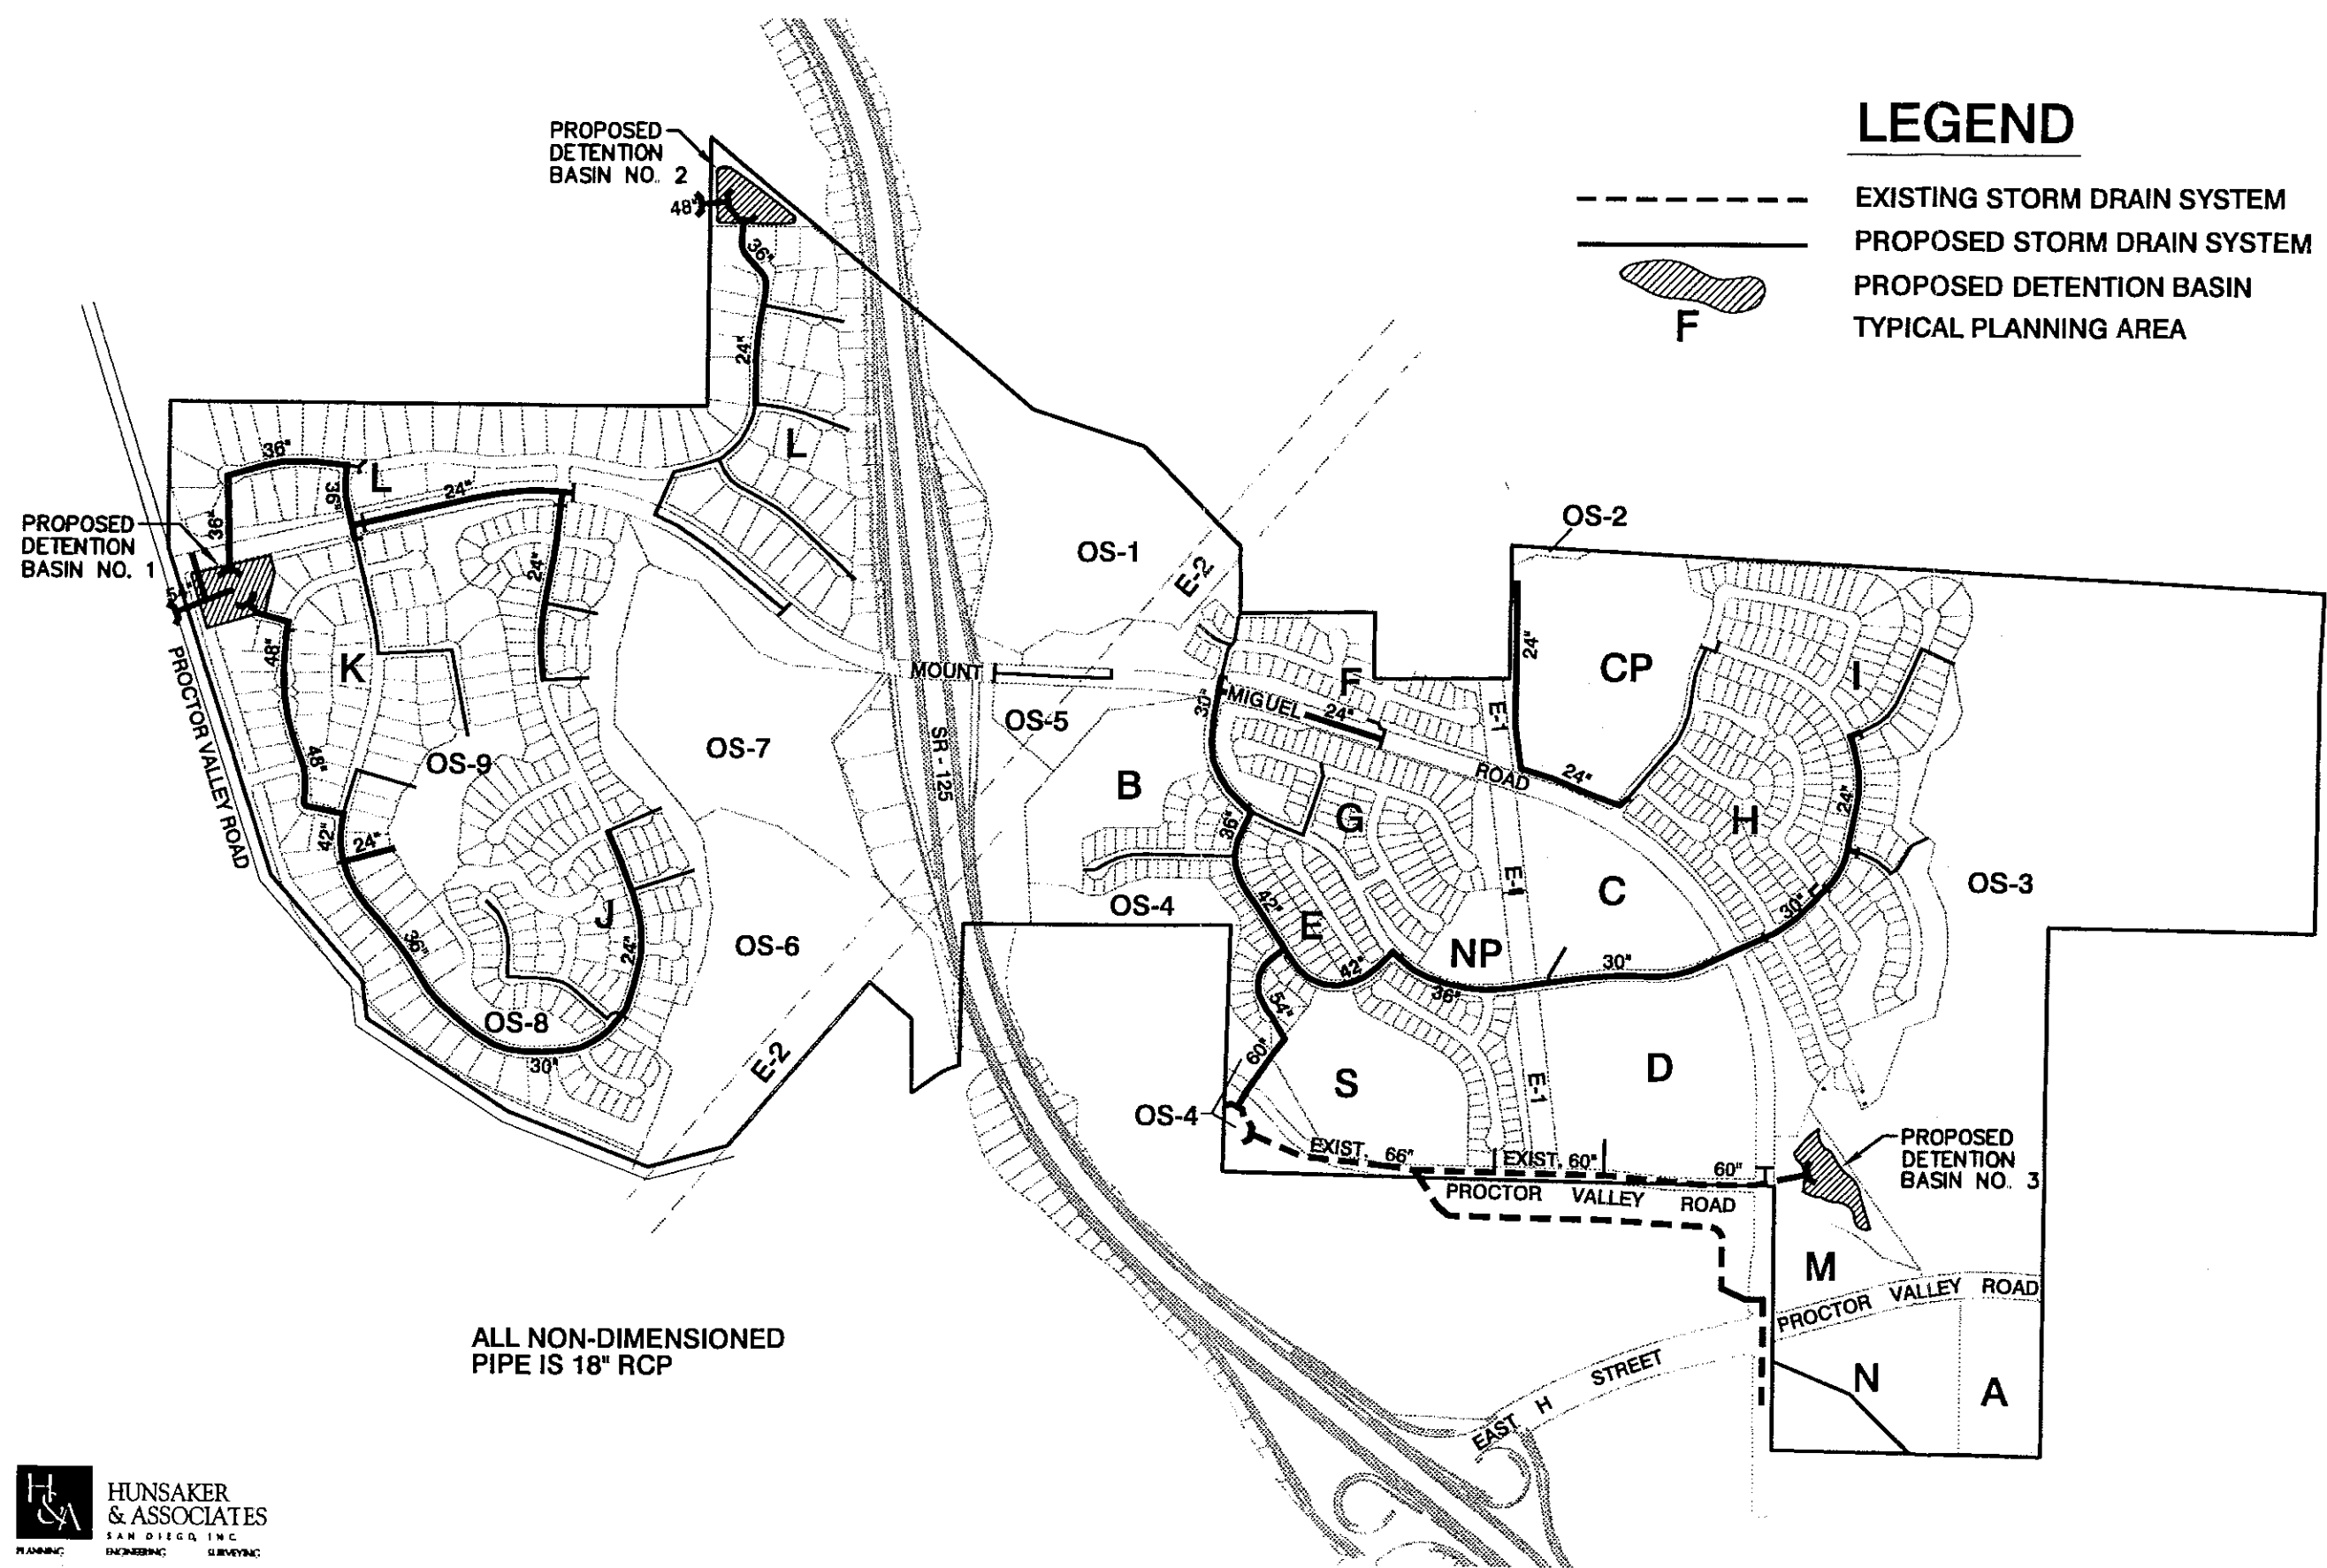 LEGEND
EXISTING STORM DRAIN SYSTEM
PROPOSED STORM DRAIN SYSTEM
PROPOSED DETENTION BASIN
F
TYPICAL PLANNING AREA
PROPOSED
DETENTION
BASIN NO. 2
48"
36"
24"
L
36"
L
36"
24"
36"
PROPOSED
DETENTION
BASIN NO. 1
24"
48"
K
PROCTOR VALLEY ROAD
48"
OS-9
42"
24"
36"
J
24"
OS-8
30"
OS-7
OS-6
E-2
SR - 125
OS-1
E-2
MOUNT
MIGUEL
ROAD
OS-5
B
OS-4
30"
F
24"
E-1
36"
G
42"
E
42"
NP
36"
E-1
C
30"
30"
54"
60"
S
E-1
D
OS-4
OS-2
24"
CP
24"
I
H
24"
OS-3
EXIST. 66"
EXIST. 60"
60"
PROCTOR VALLEY ROAD
PROPOSED
DETENTION
BASIN NO. 3
M
PROCTOR VALLEY ROAD
N
A
EAST H STREET
ALL NON-DIMENSIONED
PIPE IS 18" RCP
H&A
HUNSAKER
& ASSOCIATES
SAN DIEGO, INC.
PLANNING ENGINEERING SURVEYING